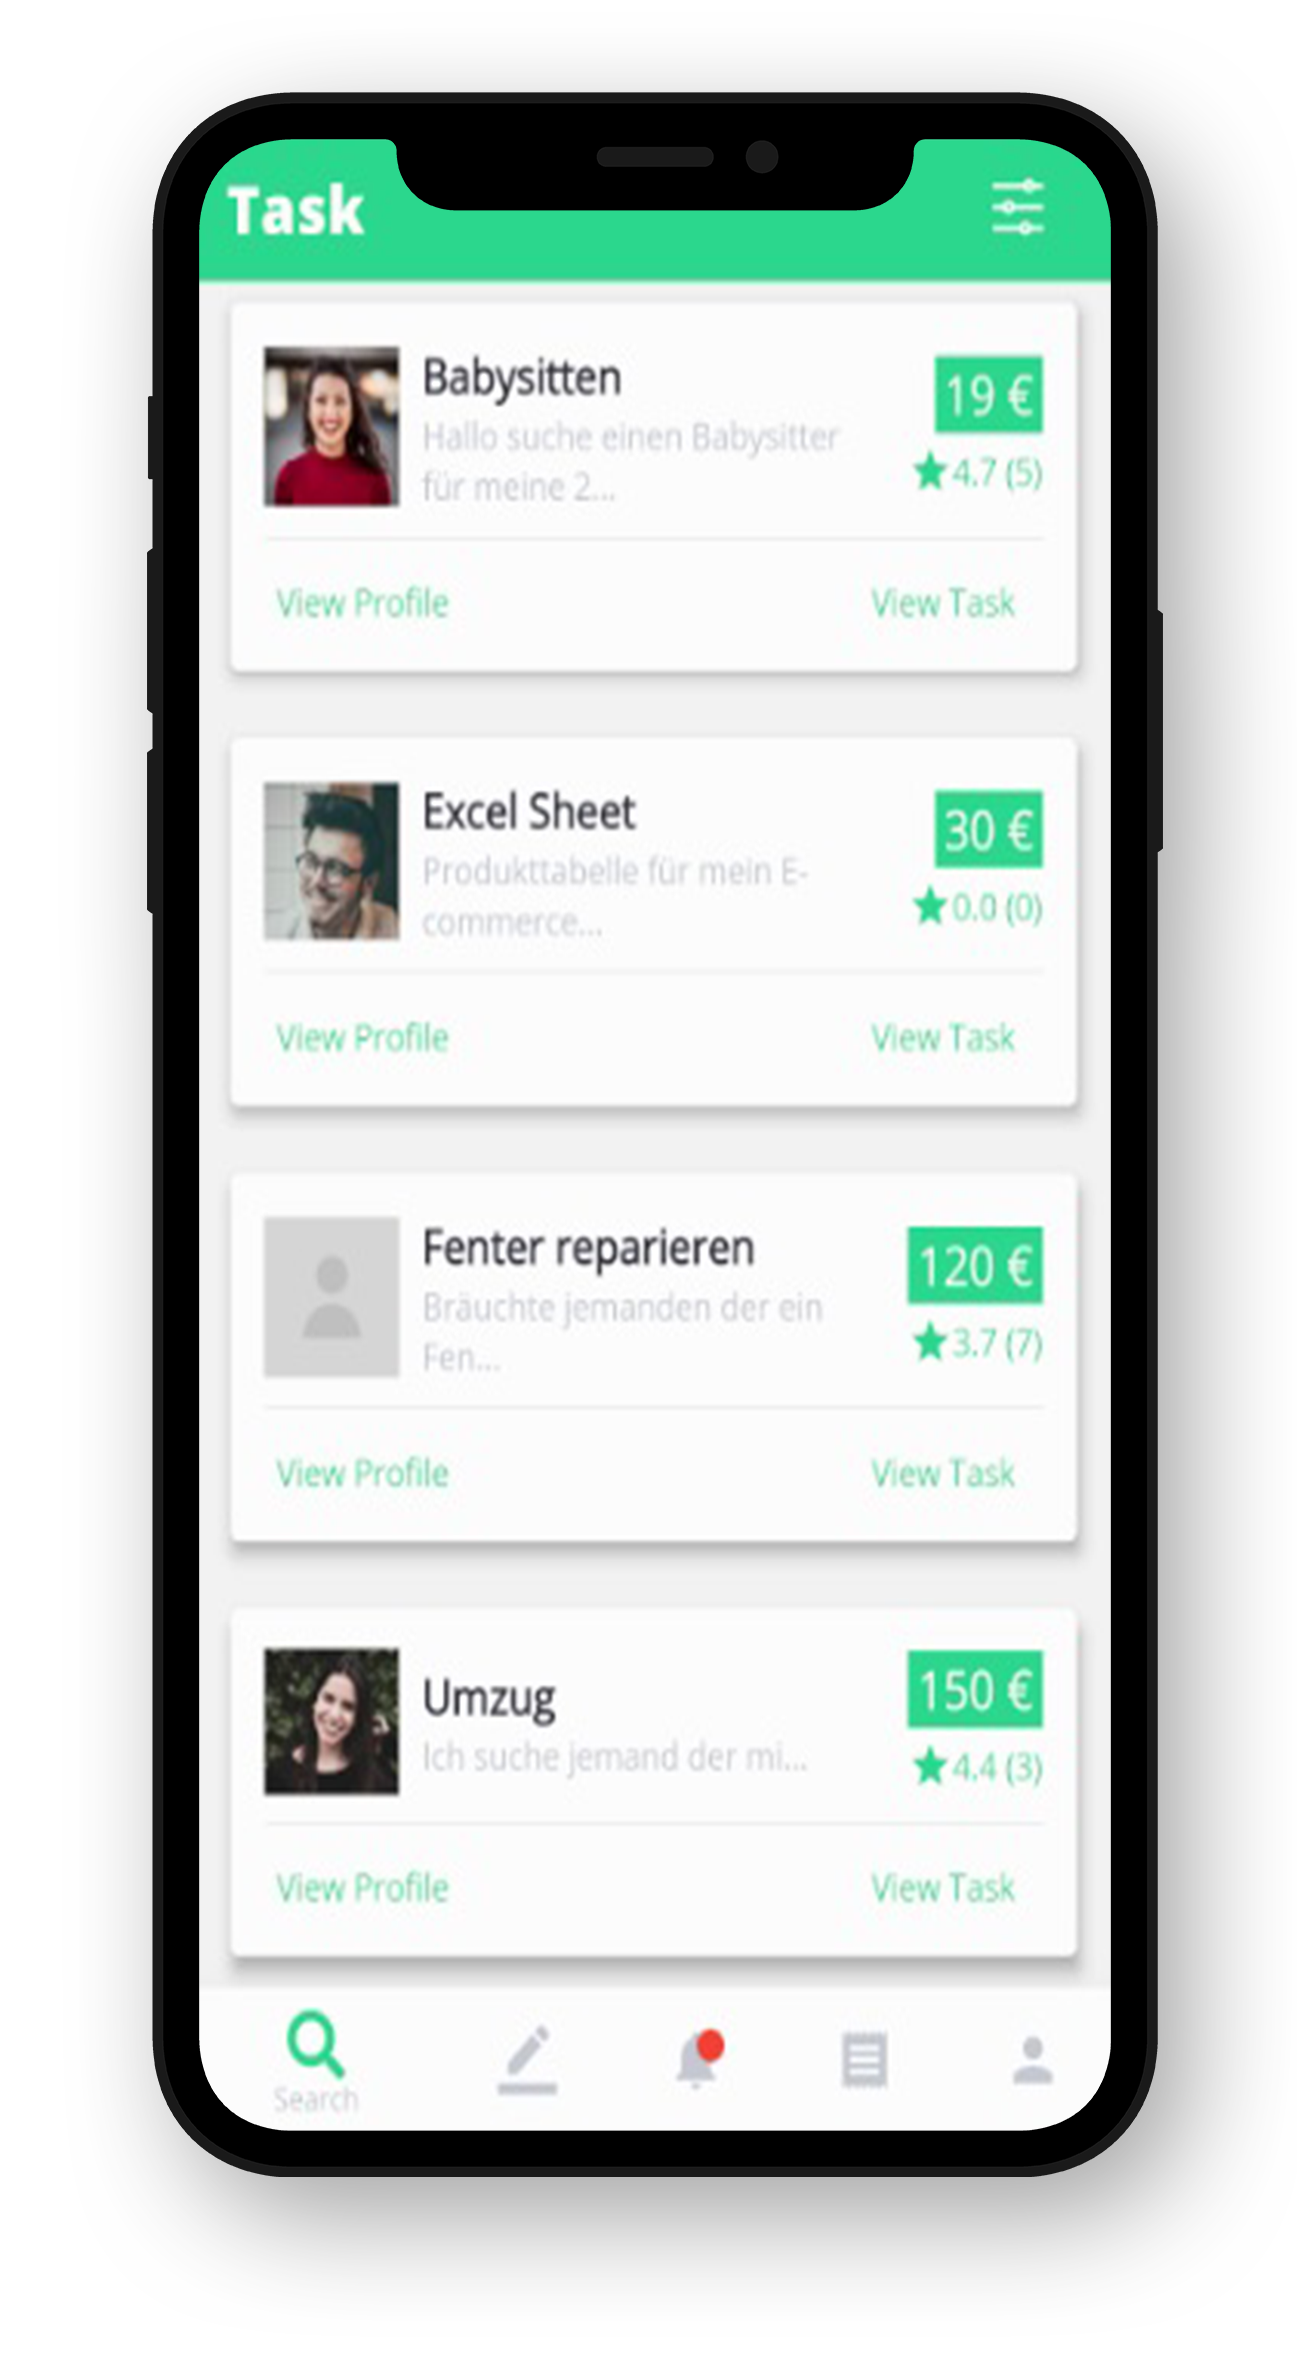 Task
Babysitten
19 €
Hallo suche einen Babysitter
für meine 2...
4.7 (5)
View Profile
View Task
Excel Sheet
30 €
Produkttabelle für mein E-
commerce...
0.0 (0)
View Profile
View Task
Fenter reparieren
120 €
Bräuchte jemanden der ein
Fen...
3.7 (7)
View Profile
View Task
Umzug
150 €
Ich suche jemand der mi...
4.4 (3)
View Profile
View Task
Search